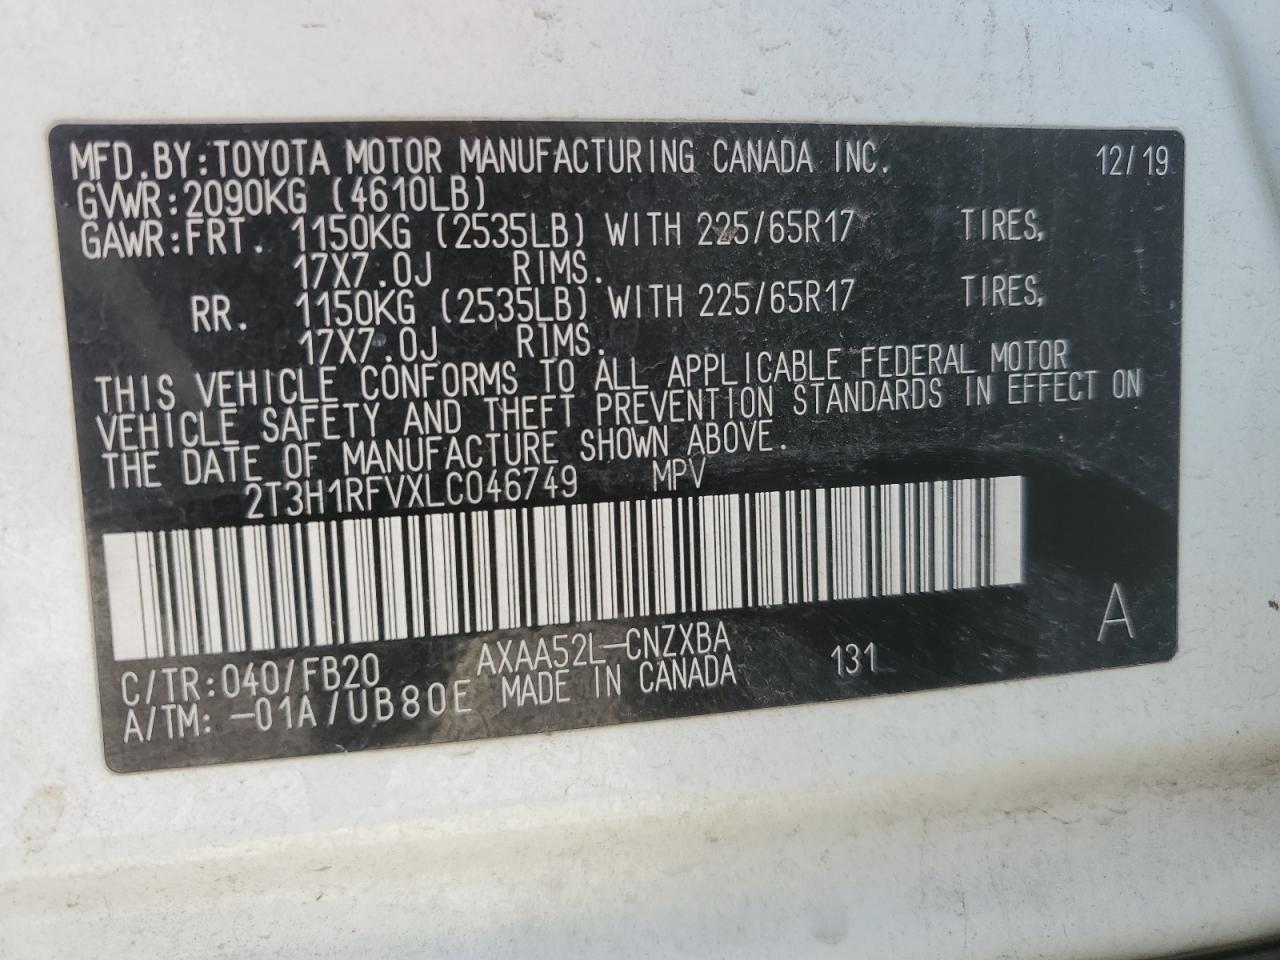 MFD.BY:TOYOTA MOTOR MANUFACTURING CANADA INC. 12/19
GVWR:2090KG (4610LB)
GAWR:FRT. 1150KG (2535LB) WITH 225/65R17 TIRES,
17X7.0J RIMS.
RR. 1150KG (2535LB) WITH 225/65R17 TIRES,
17X7.0J RIMS.
THIS VEHICLE CONFORMS TO ALL APPLICABLE FEDERAL MOTOR
VEHICLE SAFETY AND THEFT PREVENTION STANDARDS IN EFFECT ON
THE DATE OF MANUFACTURE SHOWN ABOVE.
2T3H1RFVXLC046749 MPV
A
C/TR:040/FB20 AXAA52L-CNZXBA 131
A/TM: -01A/UB80E MADE IN CANADA